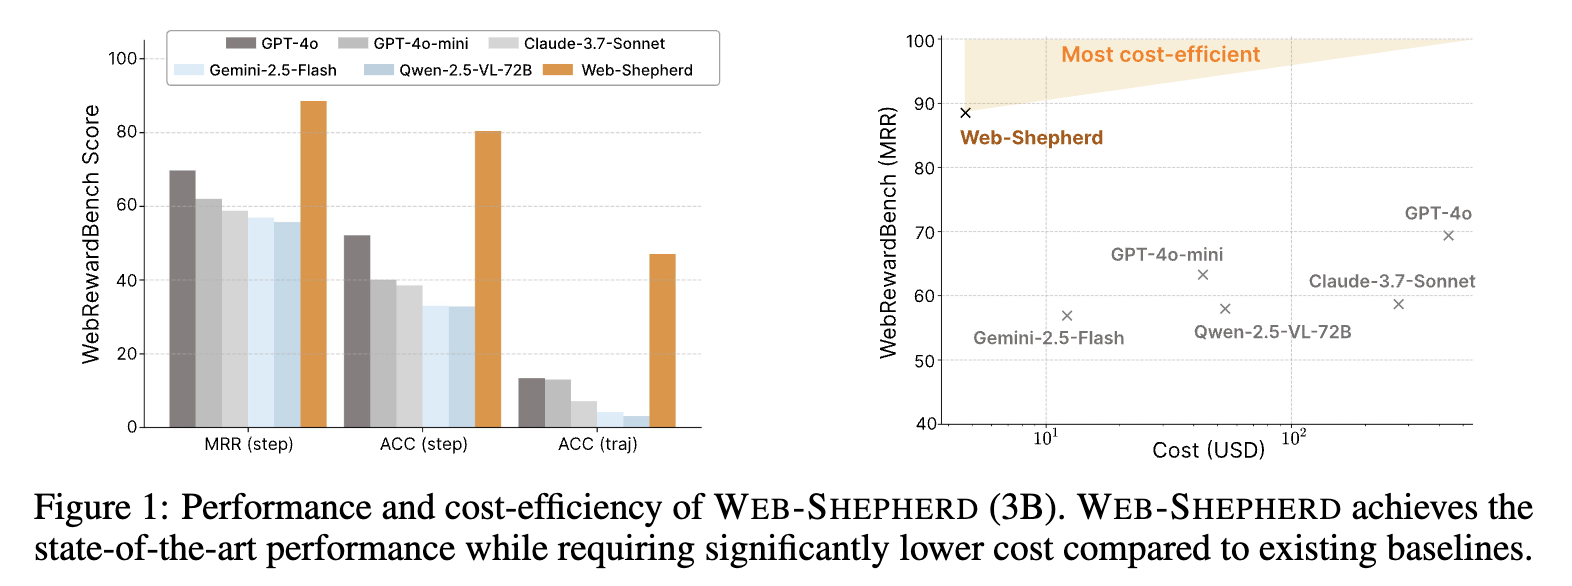 GPT-4o GPT-4o-mini Claude-3.7-Sonnet
Gemini-2.5-Flash Qwen-2.5-VL-72B Web-Shepherd
WebRewardBench Score
100
80
60
40
20
0
MRR (step) ACC (step) ACC (traj)
WebRewardBench (MRR)
100
90
80
70
60
50
40
Most cost-efficient
Web-Shepherd
GPT-4o
GPT-4o-mini
Claude-3.7-Sonnet
Gemini-2.5-Flash
Qwen-2.5-VL-72B
10¹ 10²
Cost (USD)
Figure 1: Performance and cost-efficiency of WEB-SHEPHERD (3B). WEB-SHEPHERD achieves the
state-of-the-art performance while requiring significantly lower cost compared to existing baselines.